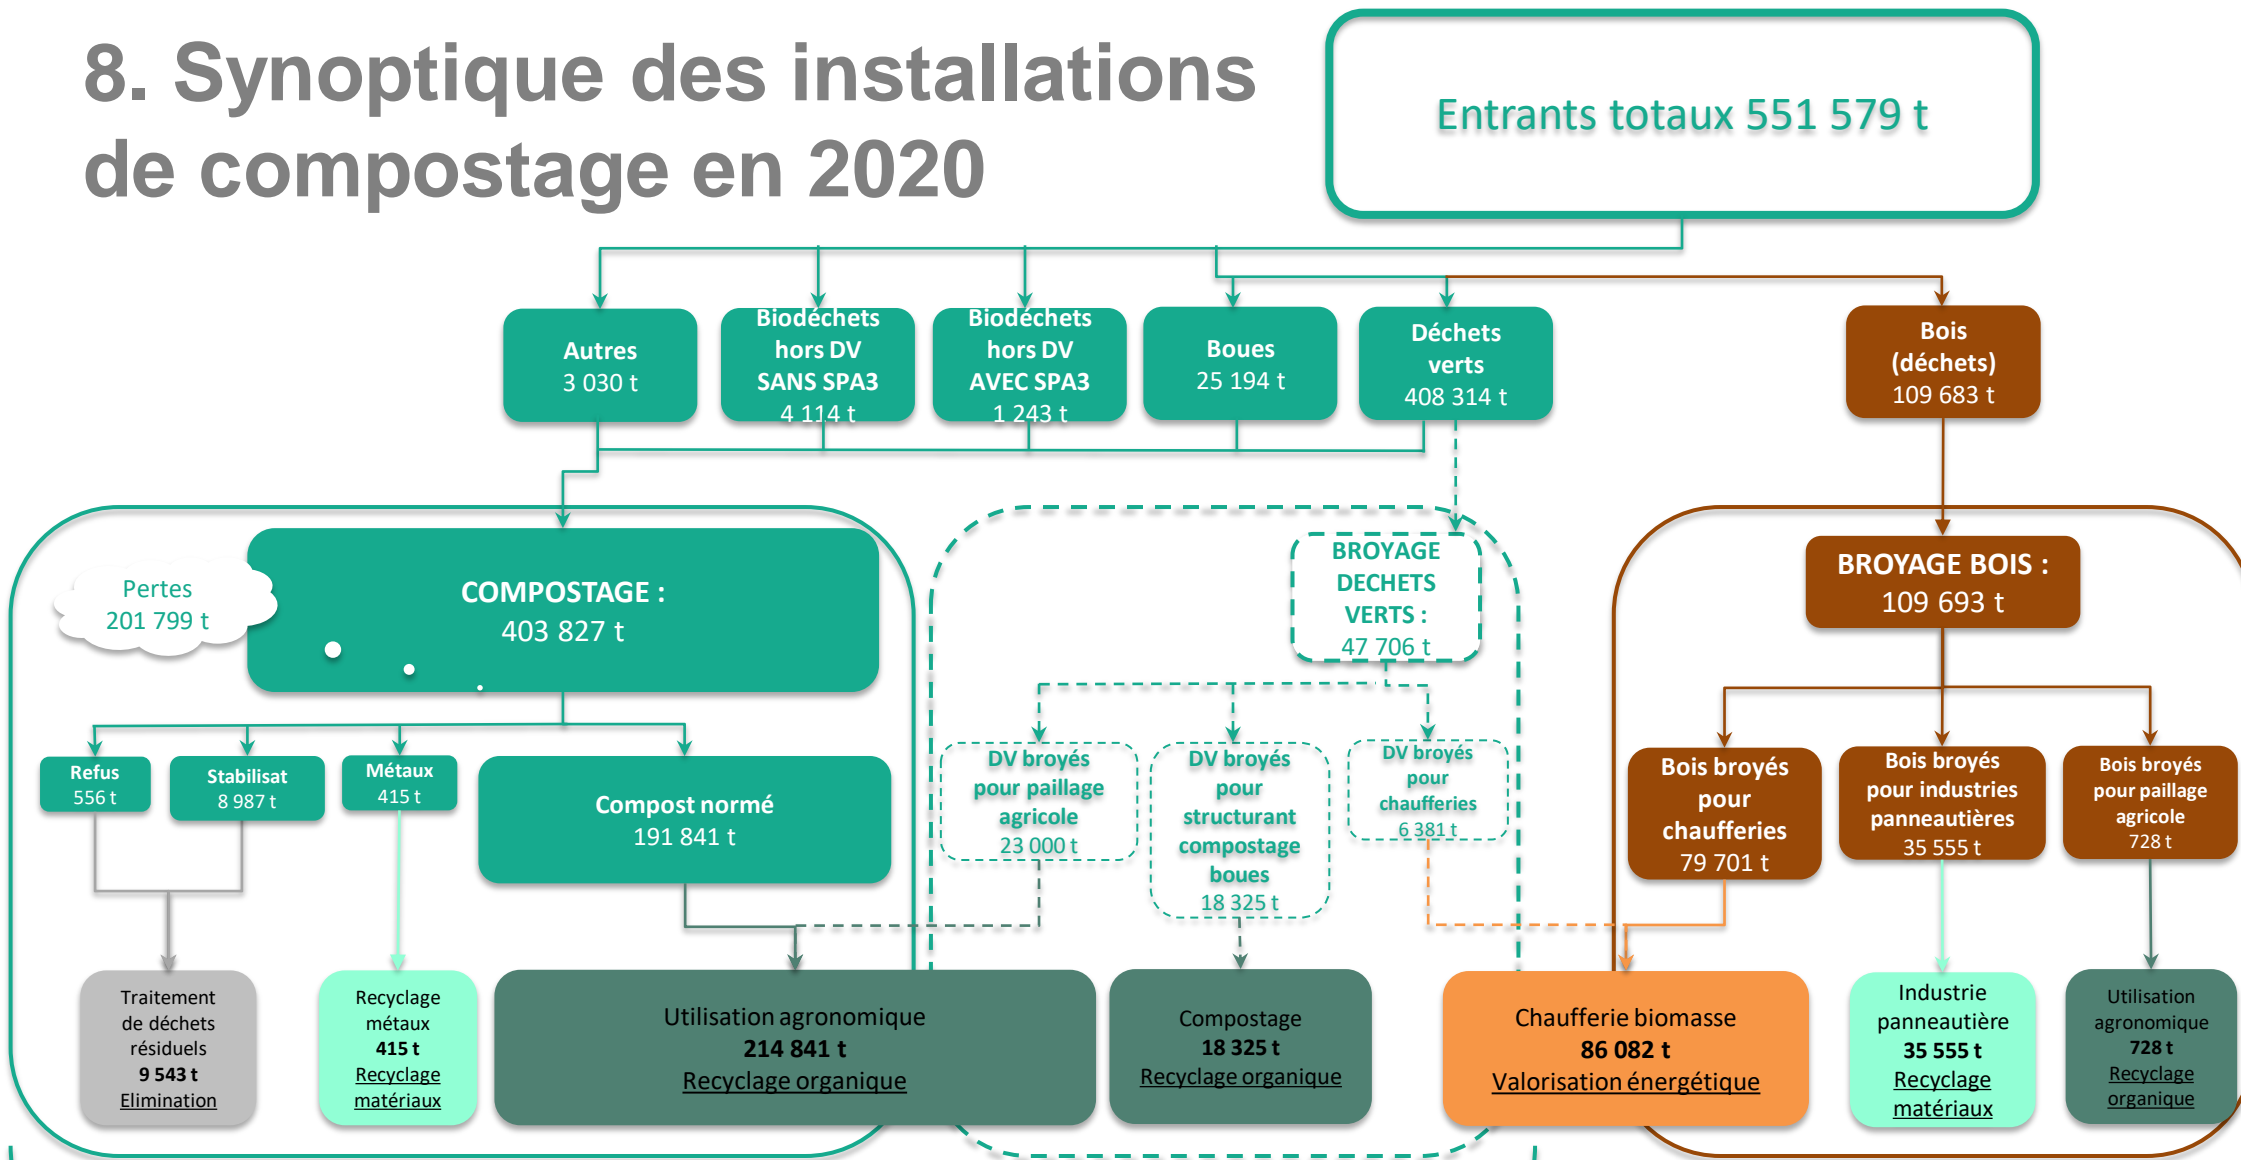 8. Synoptique des installations
de compostage en 2020
Entrants totaux 551 579 t
Autres
3 030 t
Biodéchets
hors DV
SANS SPA3
4 114 t
Biodéchets
hors DV
AVEC SPA3
1 243 t
Boues
25 194 t
Déchets
verts
408 314 t
Bois
(déchets)
109 683 t
Pertes
201 799 t
COMPOSTAGE :
403 827 t
BROYAGE
DECHETS
VERTS :
47 706 t
BROYAGE BOIS :
109 693 t
Refus
556 t
Stabilisat
8 987 t
Métaux
415 t
Compost normé
191 841 t
DV broyés
pour paillage
agricole
23 000 t
DV broyés
pour
structurant
compostage
boues
18 325 t
DV broyés
pour
chaufferies
6 381 t
Bois broyés
pour
chaufferies
79 701 t
Bois broyés
pour industries
panneautières
35 555 t
Bois broyés
pour paillage
agricole
728 t
Traitement
de déchets
résiduels
9 543 t
Elimination
Recyclage
métaux
415 t
Recyclage
matériaux
Utilisation agronomique
214 841 t
Recyclage organique
Compostage
18 325 t
Recyclage organique
Chaufferie biomasse
86 082 t
Valorisation énergétique
Industrie
panneautière
35 555 t
Recyclage
matériaux
Utilisation
agronomique
728 t
Recyclage
organique